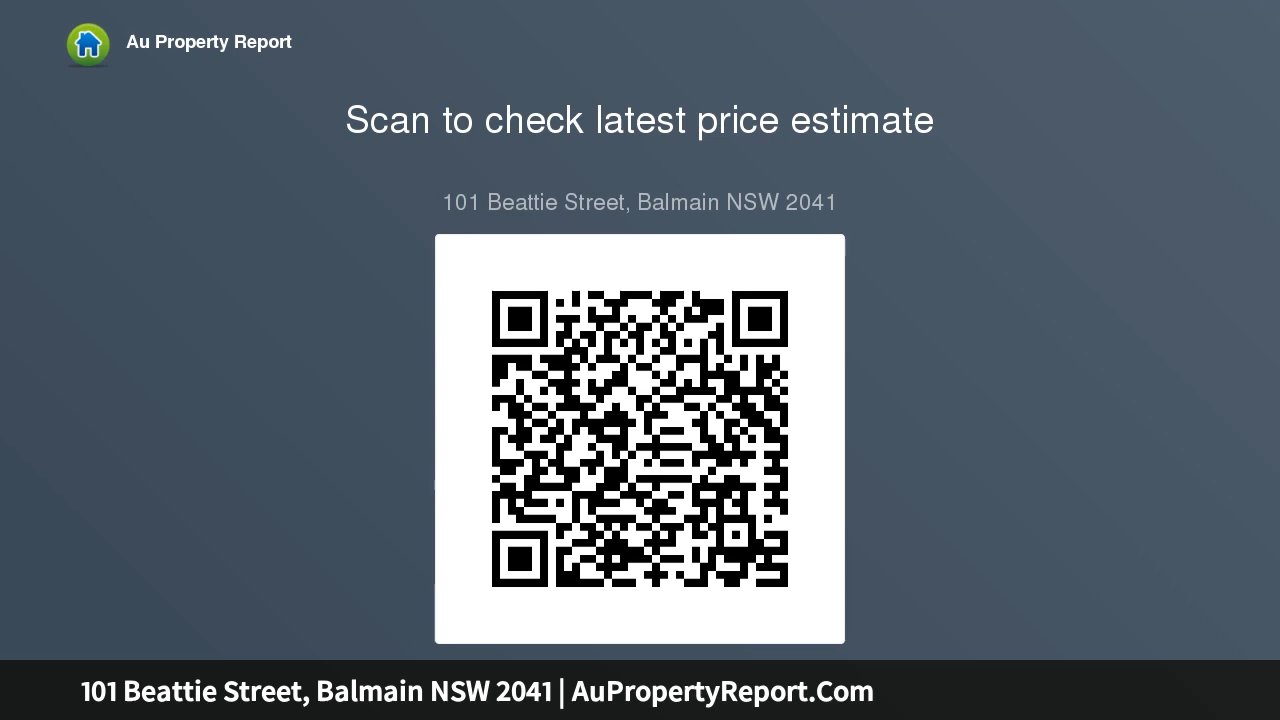 Au Property Report
Scan to check latest price estimate
101 Beattie Street, Balmain NSW 2041
101 Beattie Street, Balmain NSW 2041 | AuPropertyReport.Com